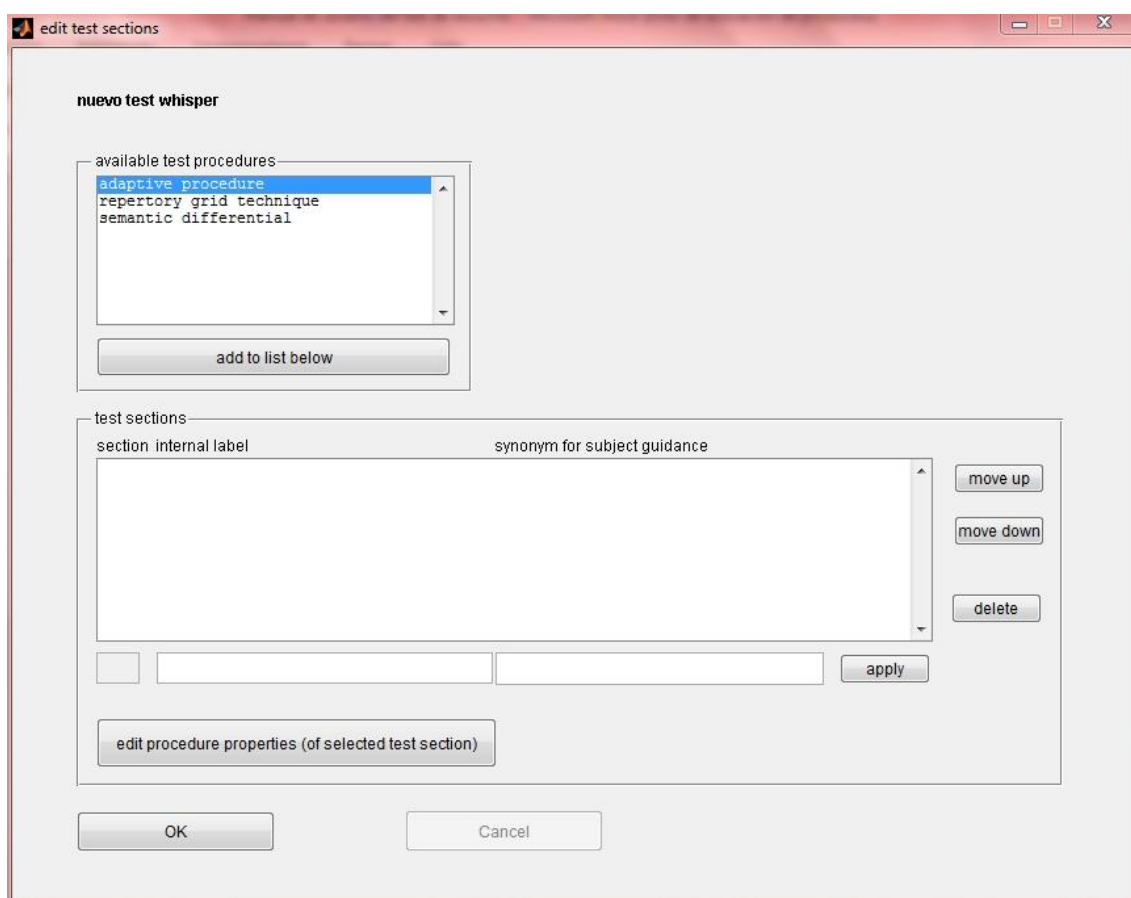 edit test sections
nuevo test whisper
available test procedures
adaptive procedure
repertory grid technique
semantic differential
add to list below
test sections
section internal label synonym for subject guidance
move up
move down
delete
apply
edit procedure properties (of selected test section)
OK Cancel